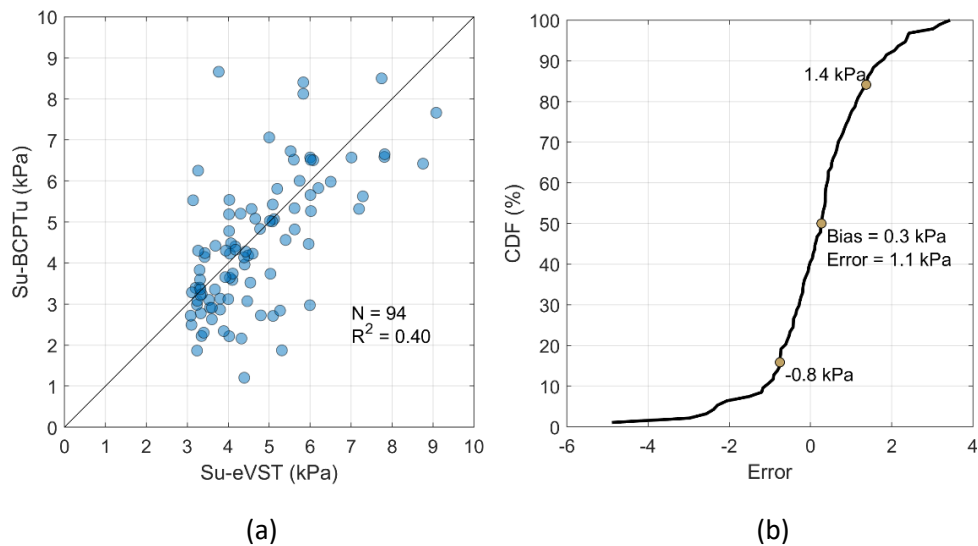 10
9
8
7
6
5
4
3
2
1
0
Su-BCPTu (kPa)
0 1 2 3 4 5 6 7 8 9 10
Su-eVST (kPa)
N = 94
R² = 0.40
(a)
100
90
80
70
60
50
40
30
20
10
0
CDF (%)
1.4 kPa
Bias = 0.3 kPa
Error = 1.1 kPa
-0.8 kPa
-6 -4 -2 0 2 4
Error
(b)